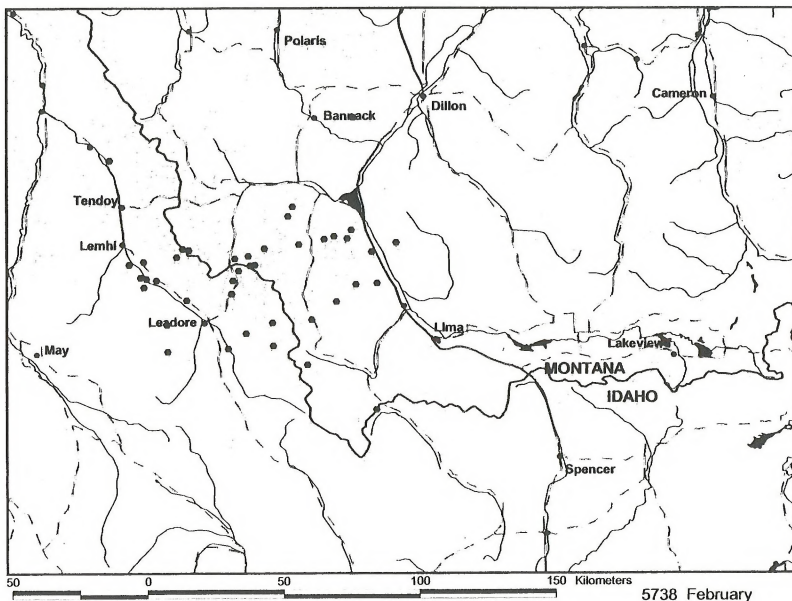 Polaris
Bannack
Dillon
Cameron
Tendoy
Lemhi
Leadore
Lima
Lakeview
May
MONTANA
IDAHO
Spencer
50 0 50 100 150 Kilometers
5738 February